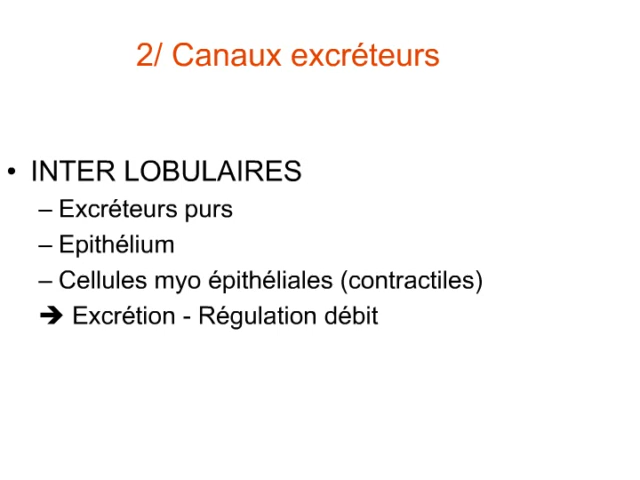 2/ Canaux excréteurs
• INTER LOBULAIRES
– Excréteurs purs
– Epithélium
– Cellules myo épithéliales (contractiles)
➔ Excrétion - Régulation débit